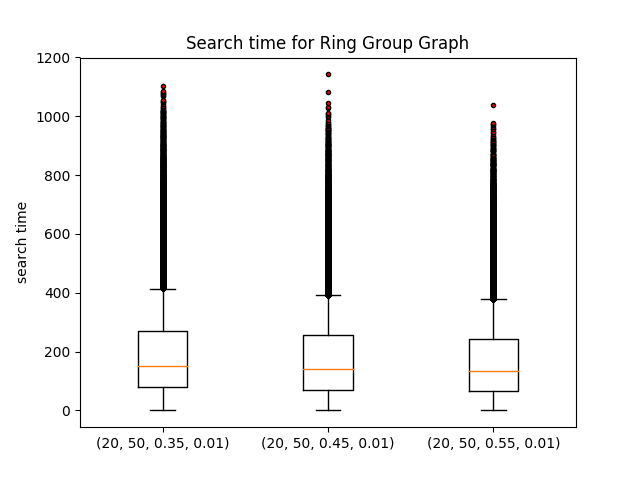 Search time for Ring Group Graph
1200
1000
800
600
400
200
0
search time
(20, 50, 0.35, 0.01)
(20, 50, 0.45, 0.01)
(20, 50, 0.55, 0.01)